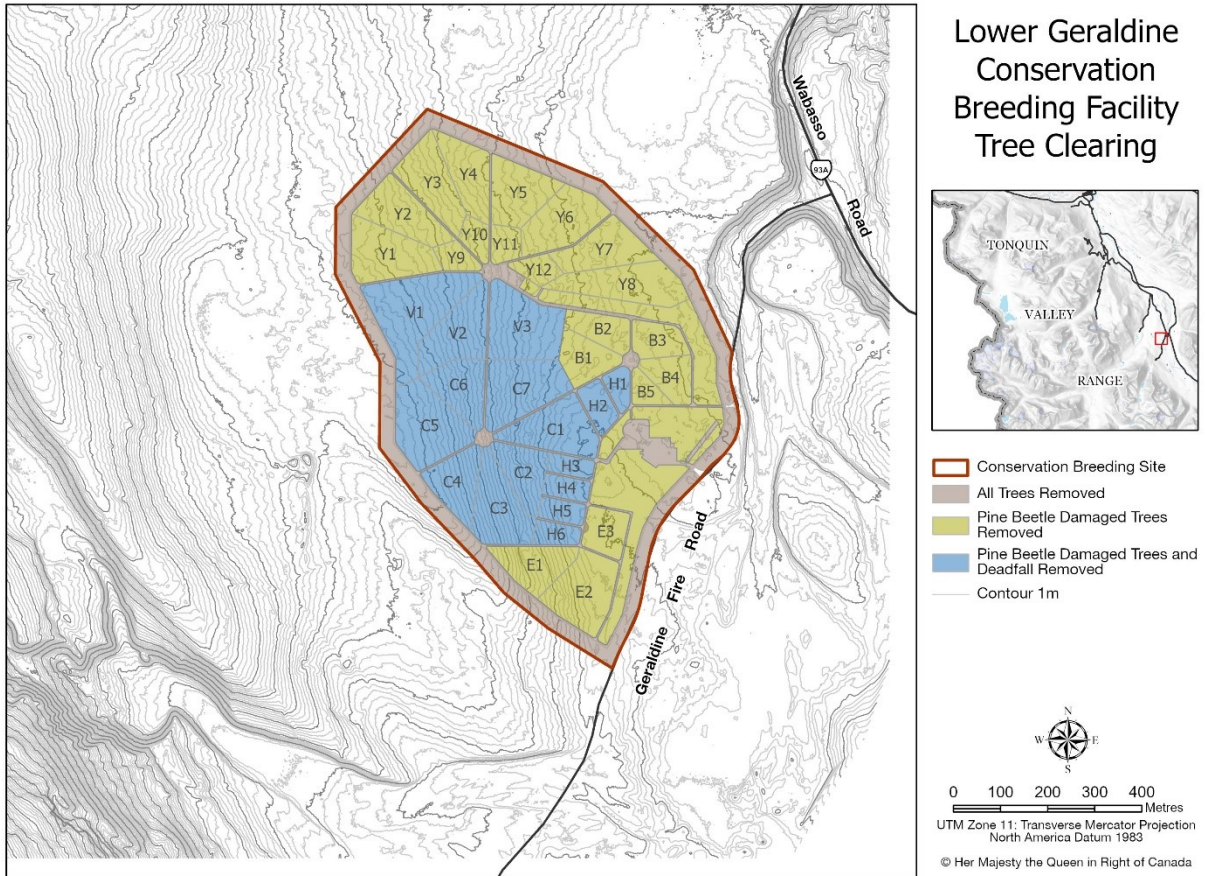 Lower Geraldine
Conservation
Breeding Facility
Tree Clearing
Wabasso
93A
Road
Y3
Y4
Y5
Y2
Y6
Y10
Y11
Y7
Y1
Y9
Y12
Y8
V1
V2
V3
B2
B3
B1
B4
C6
C7
H1
B5
H2
C5
C1
H3
C4
C2
H4
C3
H5
H6
E3
E1
E2
Geraldine Fire Road
TONQUIN
VALLEY
RANGE
Conservation Breeding Site
All Trees Removed
Pine Beetle Damaged Trees
Removed
Pine Beetle Damaged Trees and
Deadfall Removed
Contour 1m
N
W E
S
0 100 200 300 400
Metres
UTM Zone 11: Transverse Mercator Projection
North America Datum 1983
© Her Majesty the Queen in Right of Canada